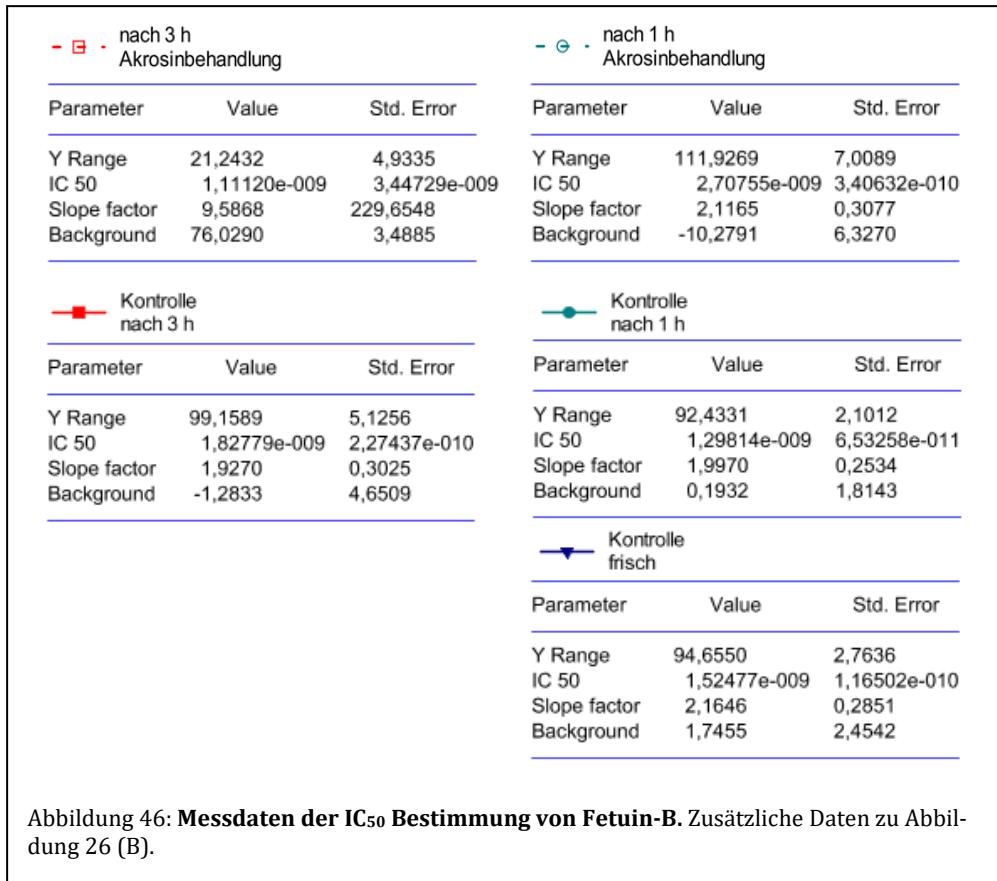 nach 3 h
Akrosinbehandlung
Parameter Value Std. Error
Y Range 21,2432 4,9335
IC 50 1,11120e-009 3,44729e-009
Slope factor 9,5868 229,6548
Background 76,0290 3,4885
nach 1 h
Akrosinbehandlung
Parameter Value Std. Error
Y Range 111,9269 7,0089
IC 50 2,70755e-009 3,40632e-010
Slope factor 2,1165 0,3077
Background -10,2791 6,3270
Kontrolle
nach 3 h
Parameter Value Std. Error
Y Range 99,1589 5,1256
IC 50 1,82779e-009 2,27437e-010
Slope factor 1,9270 0,3025
Background -1,2833 4,6509
Kontrolle
nach 1 h
Parameter Value Std. Error
Y Range 92,4331 2,1012
IC 50 1,29814e-009 6,53258e-011
Slope factor 1,9970 0,2534
Background 0,1932 1,8143
Kontrolle
frisch
Parameter Value Std. Error
Y Range 94,6550 2,7636
IC 50 1,52477e-009 1,16502e-010
Slope factor 2,1646 0,2851
Background 1,7455 2,4542
Abbildung 46: Messdaten der IC₅₀ Bestimmung von Fetuin-B. Zusätzliche Daten zu Abbil-
dung 26 (B).